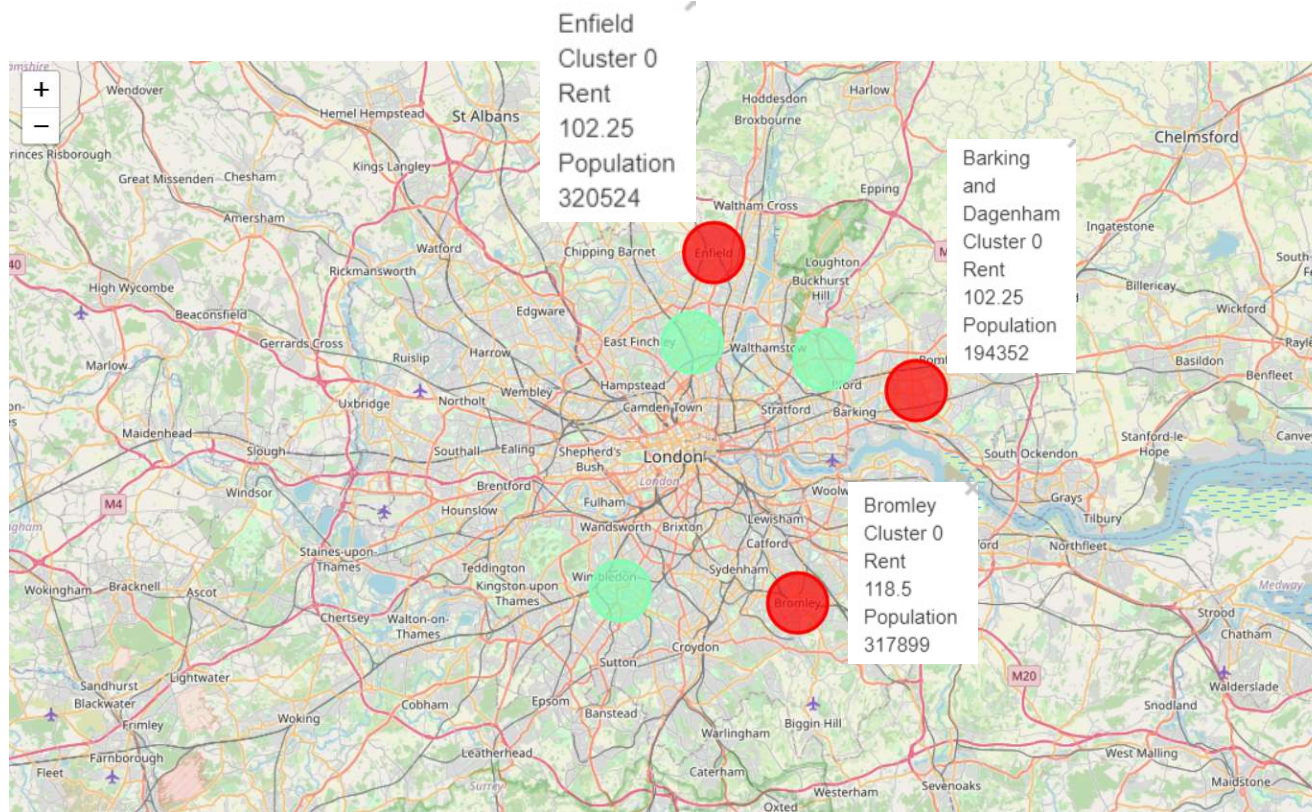 Enfield
Cluster 0
Rent
102.25
Population
320524
Barking
and
Dagenham
Cluster 0
Rent
102.25
Population
194352
Bromley
Cluster 0
Rent
118.5
Population
317899
+
−
Wendover
Hemel Hempstead
St Albans
Hoddesdon
Broxbourne
Harlow
Chelmsford
Princes Risborough
Great Missenden
Chesham
Kings Langley
Epping
Amersham
Waltham Cross
Ingatestone
Watford
Chipping Barnet
Enfield
Loughton
Buckhurst
Hill
40
High Wycombe
Rickmansworth
Billericay
Wickford
Beaconsfield
Edgware
Gerrards Cross
Ruislip
Harrow
East Finchley
Walthamstow
Basildon
Benfleet
Marlow
Hampstead
Wembley
Northolt
Uxbridge
Camden Town
Stratford
Barking
Maidenhead
Slough
Southall
Ealing
Shepherd's
Bush
London
London
South Ockendon
Stanford-le-
Hope
Windsor
Brentford
Fulham
M4
Hounslow
Wandsworth
Brixton
Lewisham
Catford
Grays
Tilbury
Northfleet
Staines-upon-
Thames
Teddington
Kingston upon
Thames
Wimbledon
Sydenham
Bromley
Wokingham
Bracknell
Ascot
Chertsey
Walton-on-
Thames
Medway
Strood
Chatham
Croydon
Sutton
Sandhurst
Blackwater
Lightwater
Cobham
Epsom
Banstead
M20
Walderslade
Snodland
Frimley
Woking
Biggin Hill
Warlingham
Farnborough
Leatherhead
West Malling
Fleet
Surrey
Caterham
Sevenoaks
Maidstone
Oxted
Westerham